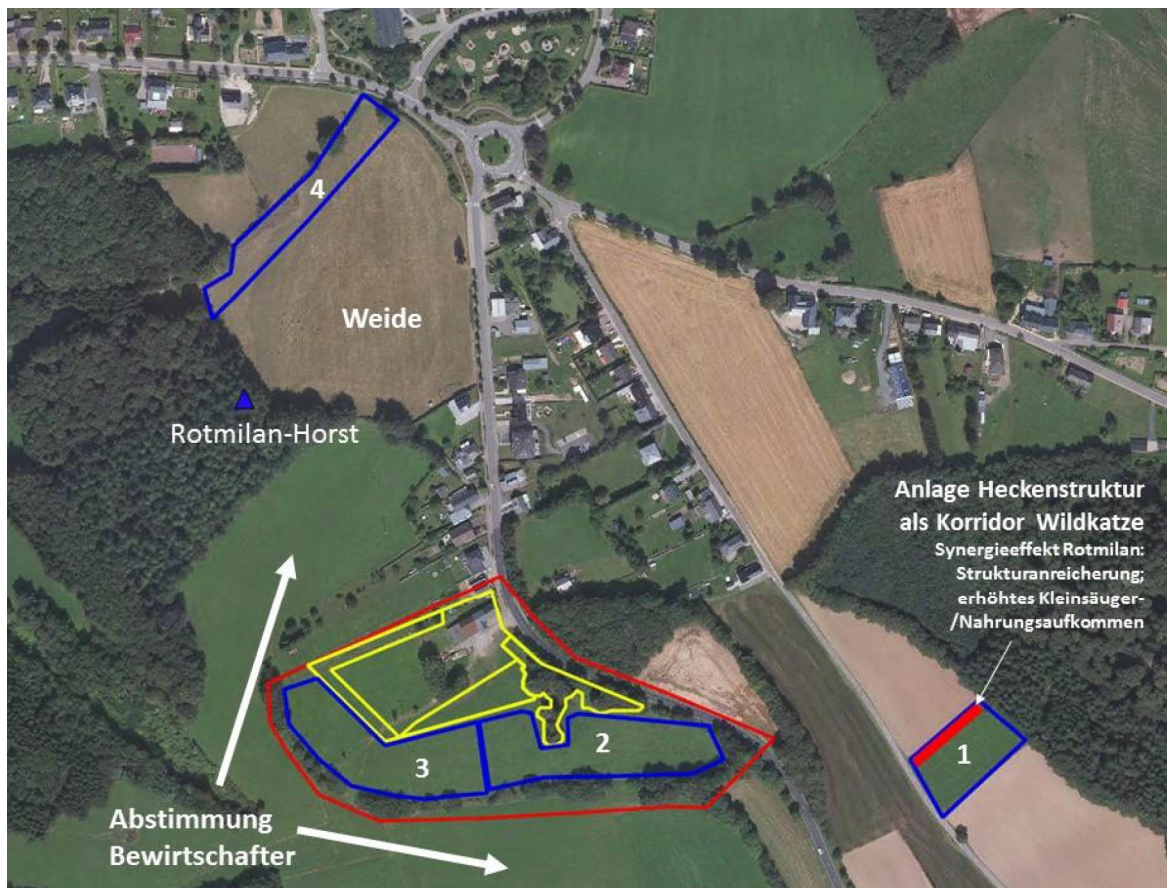 4
Weide
Rotmilan-Horst
Anlage Heckenstruktur
als Korridor Wildkatze
Synergieeffekt Rotmilan:
Strukturanreicherung;
erhöhtes Kleinsäuger-
/Nahrungsaufkommen
2
3
1
Abstimmung
Bewirtschafter